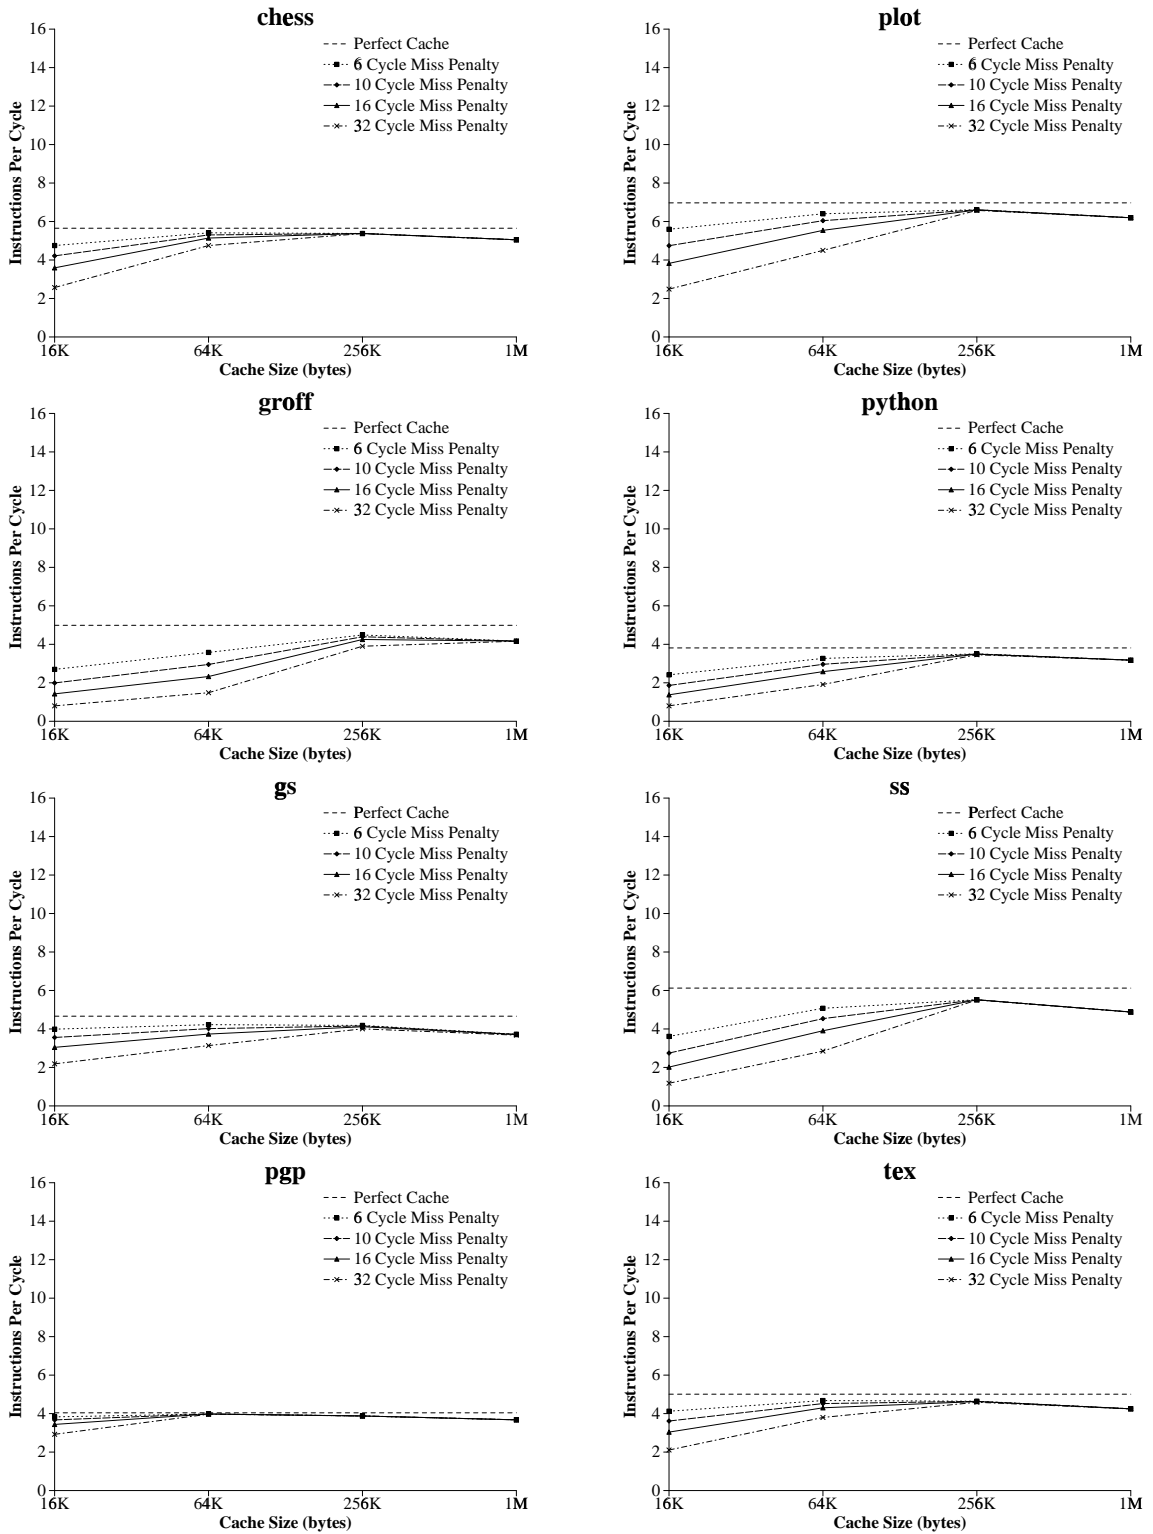 chess
16
14
12
10
8
6
4
2
0
Instructions Per Cycle
Perfect Cache
6 Cycle Miss Penalty
10 Cycle Miss Penalty
16 Cycle Miss Penalty
32 Cycle Miss Penalty
16K 64K 256K 1M
Cache Size (bytes)
plot
16
14
12
10
8
6
4
2
0
Instructions Per Cycle
Perfect Cache
6 Cycle Miss Penalty
10 Cycle Miss Penalty
16 Cycle Miss Penalty
32 Cycle Miss Penalty
16K 64K 256K 1M
Cache Size (bytes)
groff
16
14
12
10
8
6
4
2
0
Instructions Per Cycle
Perfect Cache
6 Cycle Miss Penalty
10 Cycle Miss Penalty
16 Cycle Miss Penalty
32 Cycle Miss Penalty
16K 64K 256K 1M
Cache Size (bytes)
python
16
14
12
10
8
6
4
2
0
Instructions Per Cycle
Perfect Cache
6 Cycle Miss Penalty
10 Cycle Miss Penalty
16 Cycle Miss Penalty
32 Cycle Miss Penalty
16K 64K 256K 1M
Cache Size (bytes)
gs
16
14
12
10
8
6
4
2
0
Instructions Per Cycle
Perfect Cache
6 Cycle Miss Penalty
10 Cycle Miss Penalty
16 Cycle Miss Penalty
32 Cycle Miss Penalty
16K 64K 256K 1M
Cache Size (bytes)
ss
16
14
12
10
8
6
4
2
0
Instructions Per Cycle
Perfect Cache
6 Cycle Miss Penalty
10 Cycle Miss Penalty
16 Cycle Miss Penalty
32 Cycle Miss Penalty
16K 64K 256K 1M
Cache Size (bytes)
pgp
16
14
12
10
8
6
4
2
0
Instructions Per Cycle
Perfect Cache
6 Cycle Miss Penalty
10 Cycle Miss Penalty
16 Cycle Miss Penalty
32 Cycle Miss Penalty
16K 64K 256K 1M
Cache Size (bytes)
tex
16
14
12
10
8
6
4
2
0
Instructions Per Cycle
Perfect Cache
6 Cycle Miss Penalty
10 Cycle Miss Penalty
16 Cycle Miss Penalty
32 Cycle Miss Penalty
16K 64K 256K 1M
Cache Size (bytes)